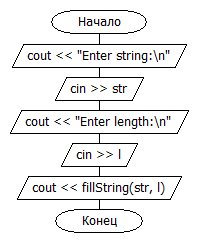 Начало
cout << "Enter string:\n"
cin >> str
cout << "Enter length:\n"
cin >> l
cout << fillString(str, l)
Конец